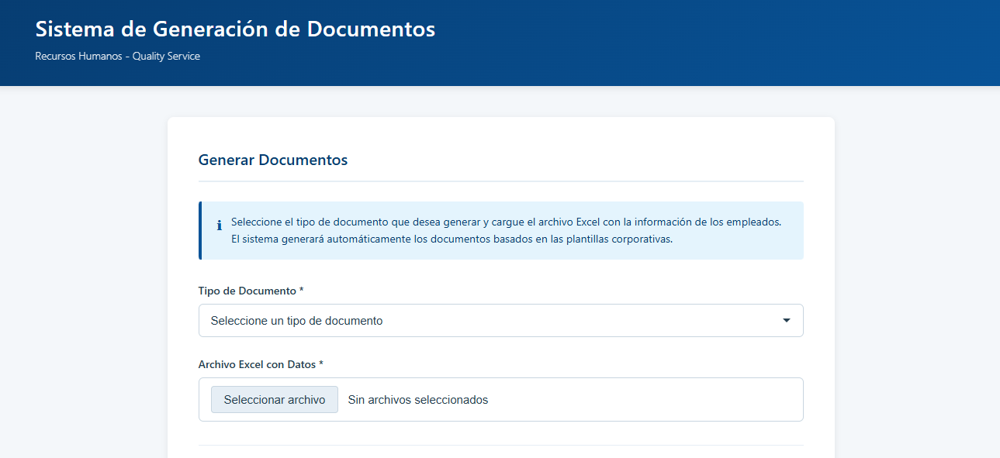 Sistema de Generación de Documentos
Recursos Humanos - Quality Service
Generar Documentos
Seleccione el tipo de documento que desea generar y cargue el archivo Excel con la información de los empleados.
El sistema generará automáticamente los documentos basados en las plantillas corporativas.
Tipo de Documento *
Seleccione un tipo de documento
Archivo Excel con Datos *
Seleccionar archivo Sin archivos seleccionados